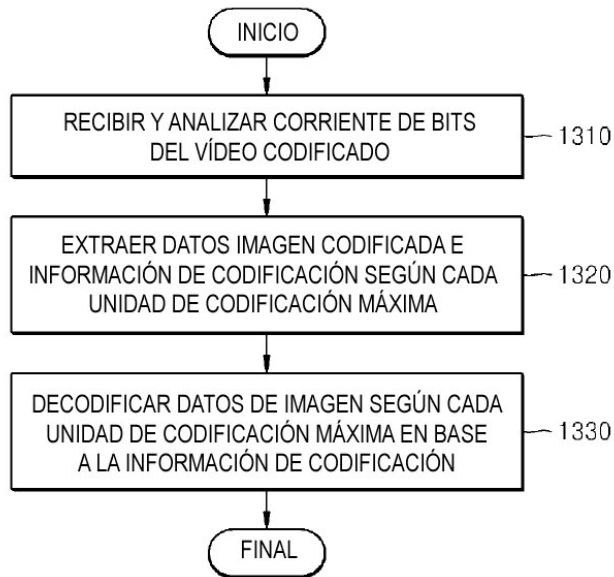 INICIO
RECIBIR Y ANALIZAR CORRIENTE DE BITS
DEL VÍDEO CODIFICADO
1310
EXTRAER DATOS IMAGEN CODIFICADA E
INFORMACIÓN DE CODIFICACIÓN SEGÚN CADA
UNIDAD DE CODIFICACIÓN MÁXIMA
1320
DECODIFICAR DATOS DE IMAGEN SEGÚN CADA
UNIDAD DE CODIFICACIÓN MÁXIMA EN BASE
A LA INFORMACIÓN DE CODIFICACIÓN
1330
FINAL